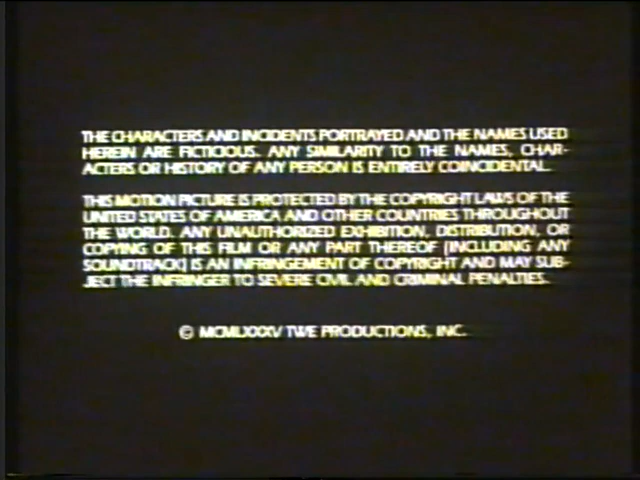 THE CHARACTERS AND INCIDENTS PORTRAYED AND THE NAMES USED
HEREIN ARE FICTICIOUS. ANY SIMILARITY TO THE NAMES, CHAR-
ACTERS OR HISTORY OF ANY PERSON IS ENTIRELY COINCIDENTAL.
THIS MOTION PICTURE IS PROTECTED BY THE COPYRIGHT LAWS OF THE
UNITED STATES OF AMERICA AND OTHER COUNTRIES THROUGHOUT
THE WORLD. ANY UNAUTHORIZED EXHIBITION, DISTRIBUTION, OR
COPYING OF THIS FILM OR ANY PART THEREOF (INCLUDING ANY
SOUNDTRACK) IS AN INFRINGEMENT OF COPYRIGHT AND MAY SUB-
JECT THE INFRINGER TO SEVERE CIVIL AND CRIMINAL PENALTIES.
© MCMLXXXV TWE PRODUCTIONS, INC.